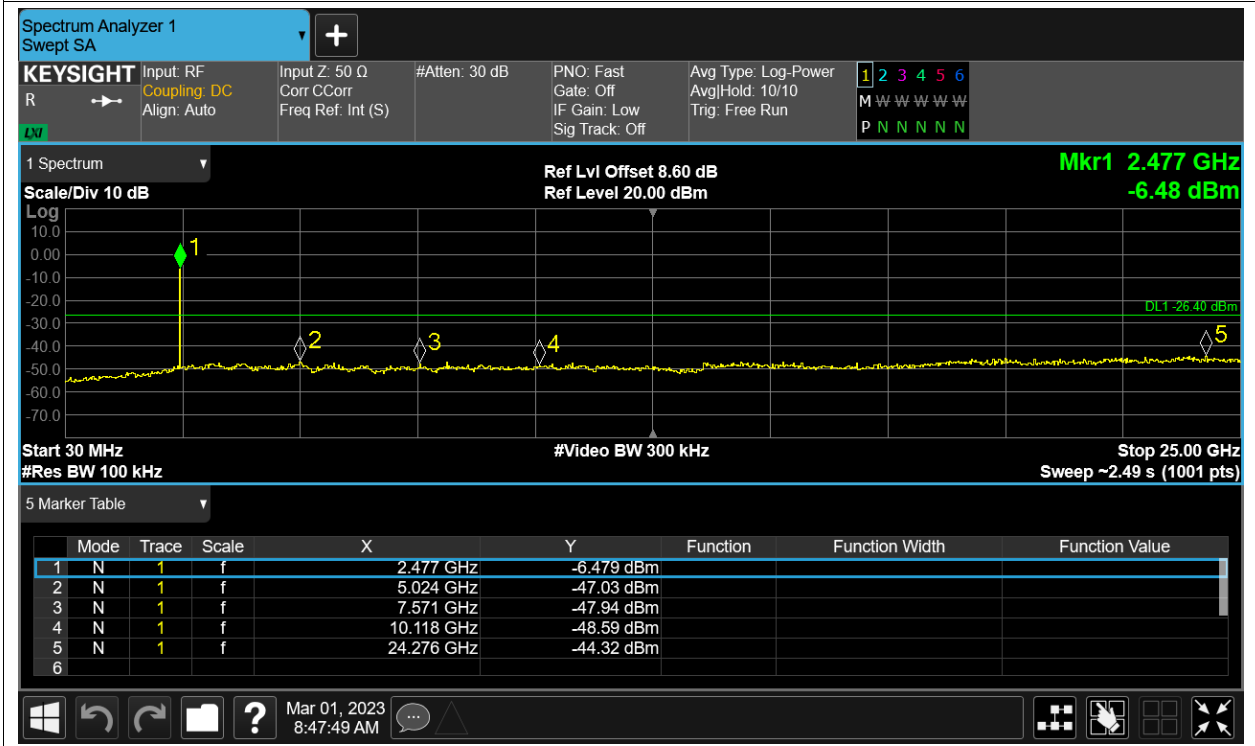 Spectrum Analyzer 1
Swept SA
KEYSIGHT
R
LXI
Input: RF
Coupling: DC
Align: Auto
Input Z: 50 Ω
Corr CCorr
Freq Ref: Int (S)
#Atten: 30 dB
PNO: Fast
Gate: Off
IF Gain: Low
Sig Track: Off
Avg Type: Log-Power
Avg|Hold: 10/10
Trig: Free Run
1 2 3 4 5 6
M W W W W W
P N N N N N
1 Spectrum
Scale/Div 10 dB
Ref Lvl Offset 8.60 dB
Ref Level 20.00 dBm
Mkr1 2.477 GHz
-6.48 dBm
Log
10.0
0.00
-10.0
-20.0
-30.0
-40.0
-50.0
-60.0
-70.0
1
2
3
4
5
DL1 -26.40 dBm
Start 30 MHz
#Res BW 100 kHz
#Video BW 300 kHz
Stop 25.00 GHz
Sweep ~2.49 s (1001 pts)
5 Marker Table
Mode Trace Scale X Y Function Function Width Function Value
1 N 1 f 2.477 GHz -6.479 dBm
2 N 1 f 5.024 GHz -47.03 dBm
3 N 1 f 7.571 GHz -47.94 dBm
4 N 1 f 10.118 GHz -48.59 dBm
5 N 1 f 24.276 GHz -44.32 dBm
6
?
Mar 01, 2023
8:47:49 AM